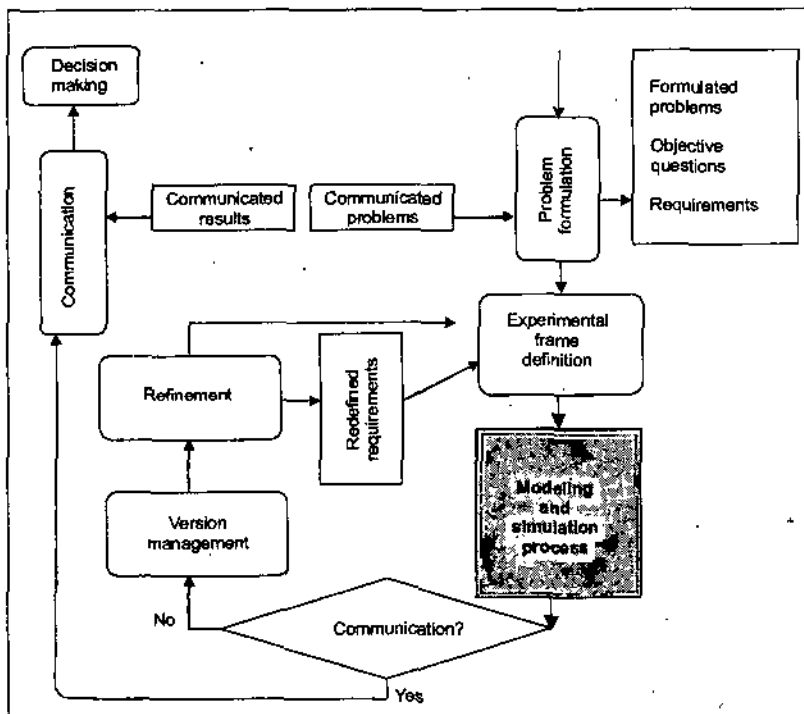 Decision
making
Communication
Communicated
results
Communicated
problems
Problem
formulation
Formulated
problems
Objective
questions
Requirements
Experimental
frame
definition
Refinement
Redefined
requirements
Modeling
and
simulation
process
Version
management
No
Communication?
Yes